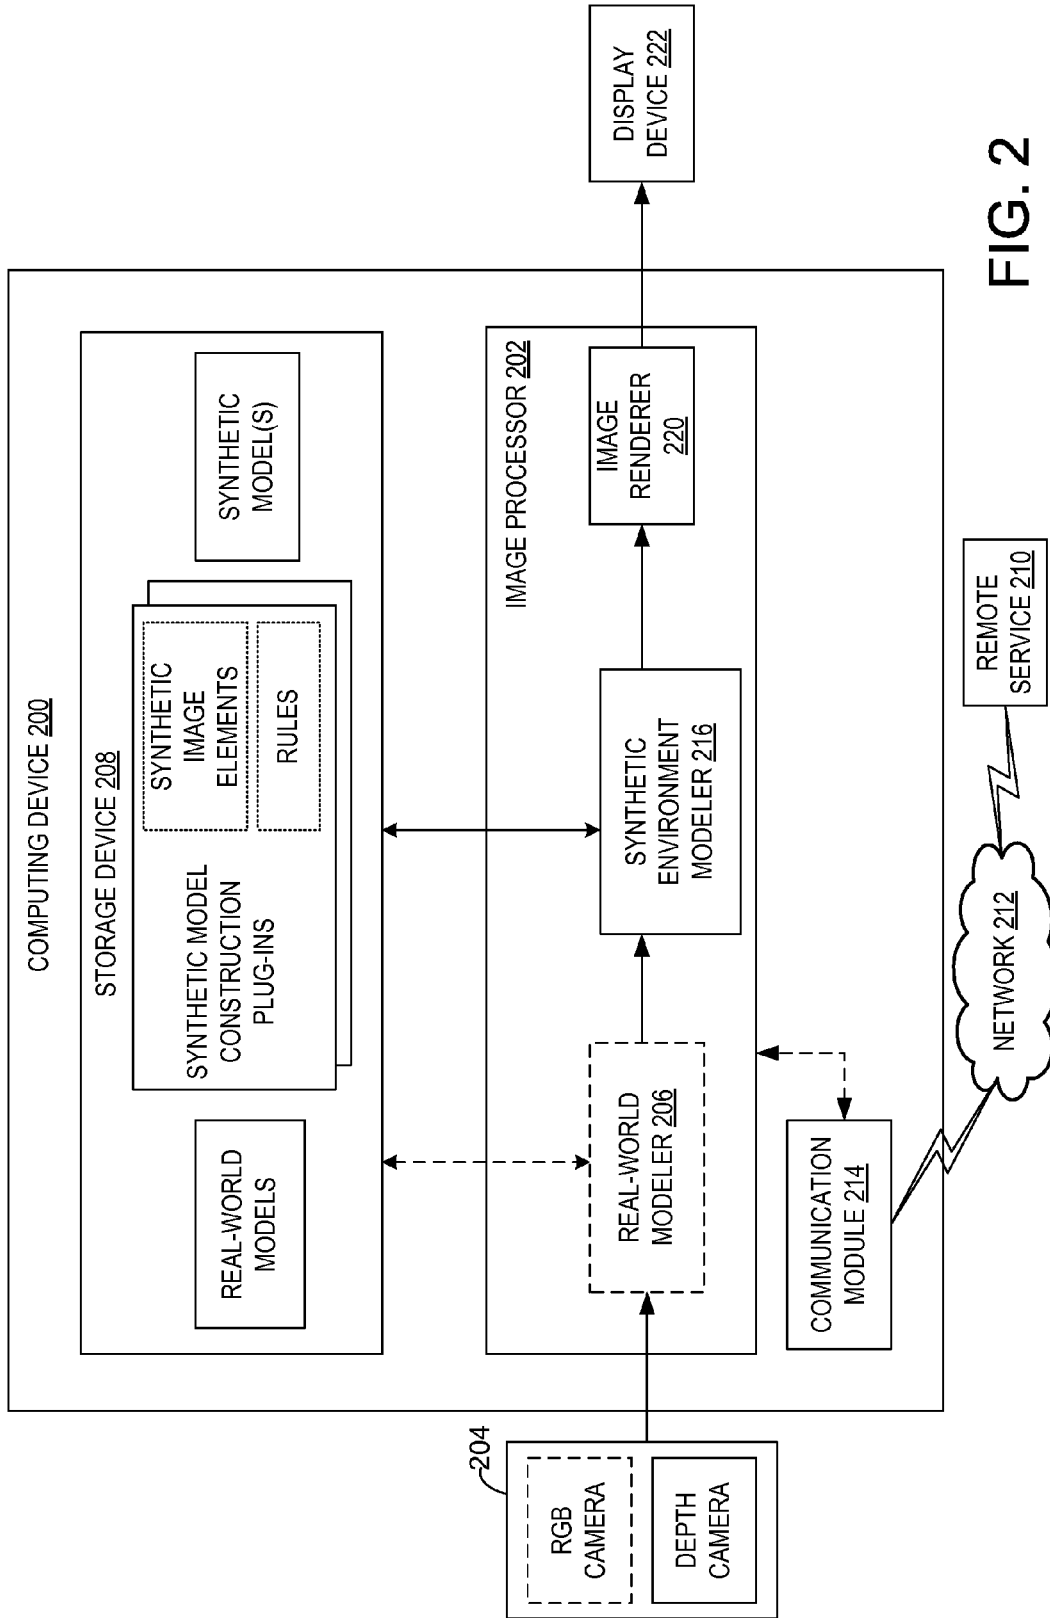 COMPUTING DEVICE 200
STORAGE DEVICE 208
REAL-WORLD
MODELS
SYNTHETIC MODEL
CONSTRUCTION
PLUG-INS
SYNTHETIC
IMAGE
ELEMENTS
RULES
SYNTHETIC
MODEL(S)
IMAGE PROCESSOR 202
204
RGB
CAMERA
DEPTH
CAMERA
REAL-WORLD
MODELER 206
SYNTHETIC
ENVIRONMENT
MODELER 216
IMAGE
RENDERER
220
DISPLAY
DEVICE 222
COMMUNICATION
MODULE 214
NETWORK 212
REMOTE
SERVICE 210
FIG. 2